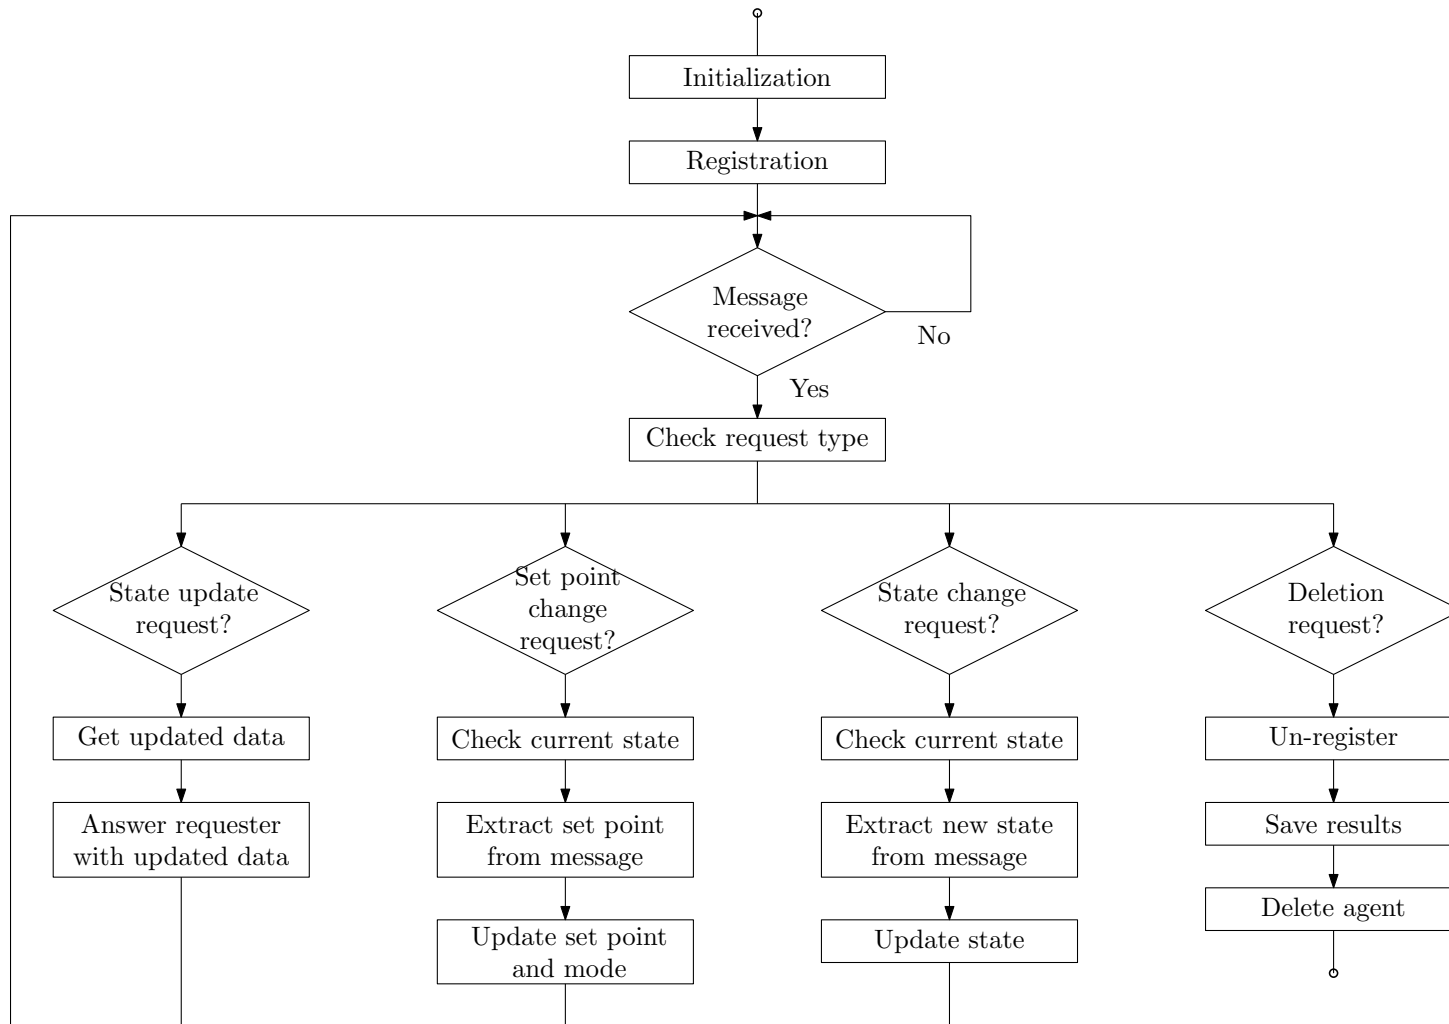 Initialization
Registration
Message
received?
No
Yes
Check request type
State update
request?
Set point
change
request?
State change
request?
Deletion
request?
Get updated data
Check current state
Check current state
Un-register
Answer requester
with updated data
Extract set point
from message
Extract new state
from message
Save results
Update set point
and mode
Update state
Delete agent